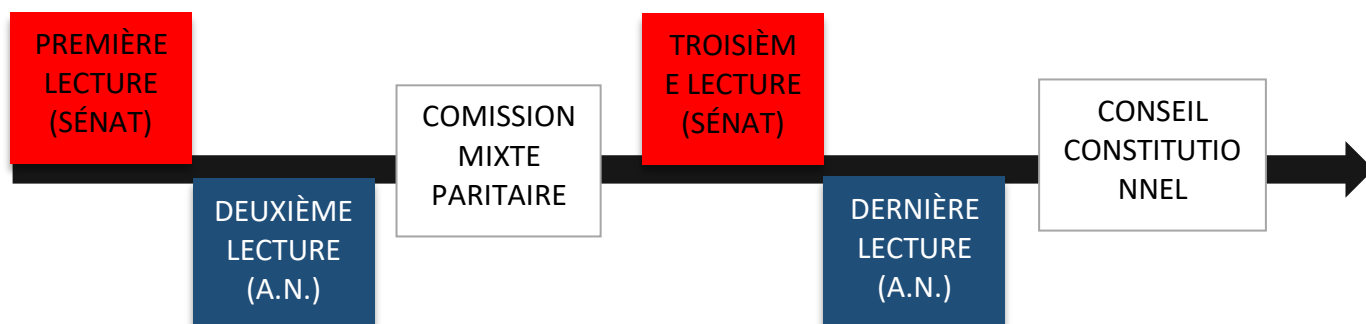 PREMIÈRE
LECTURE
(SÉNAT)
DEUXIÈME
LECTURE
(A.N.)
COMISSION
MIXTE
PARITAIRE
TROISIÈM
E LECTURE
(SÉNAT)
DERNIÈRE
LECTURE
(A.N.)
CONSEIL
CONSTITUTIO
NNEL